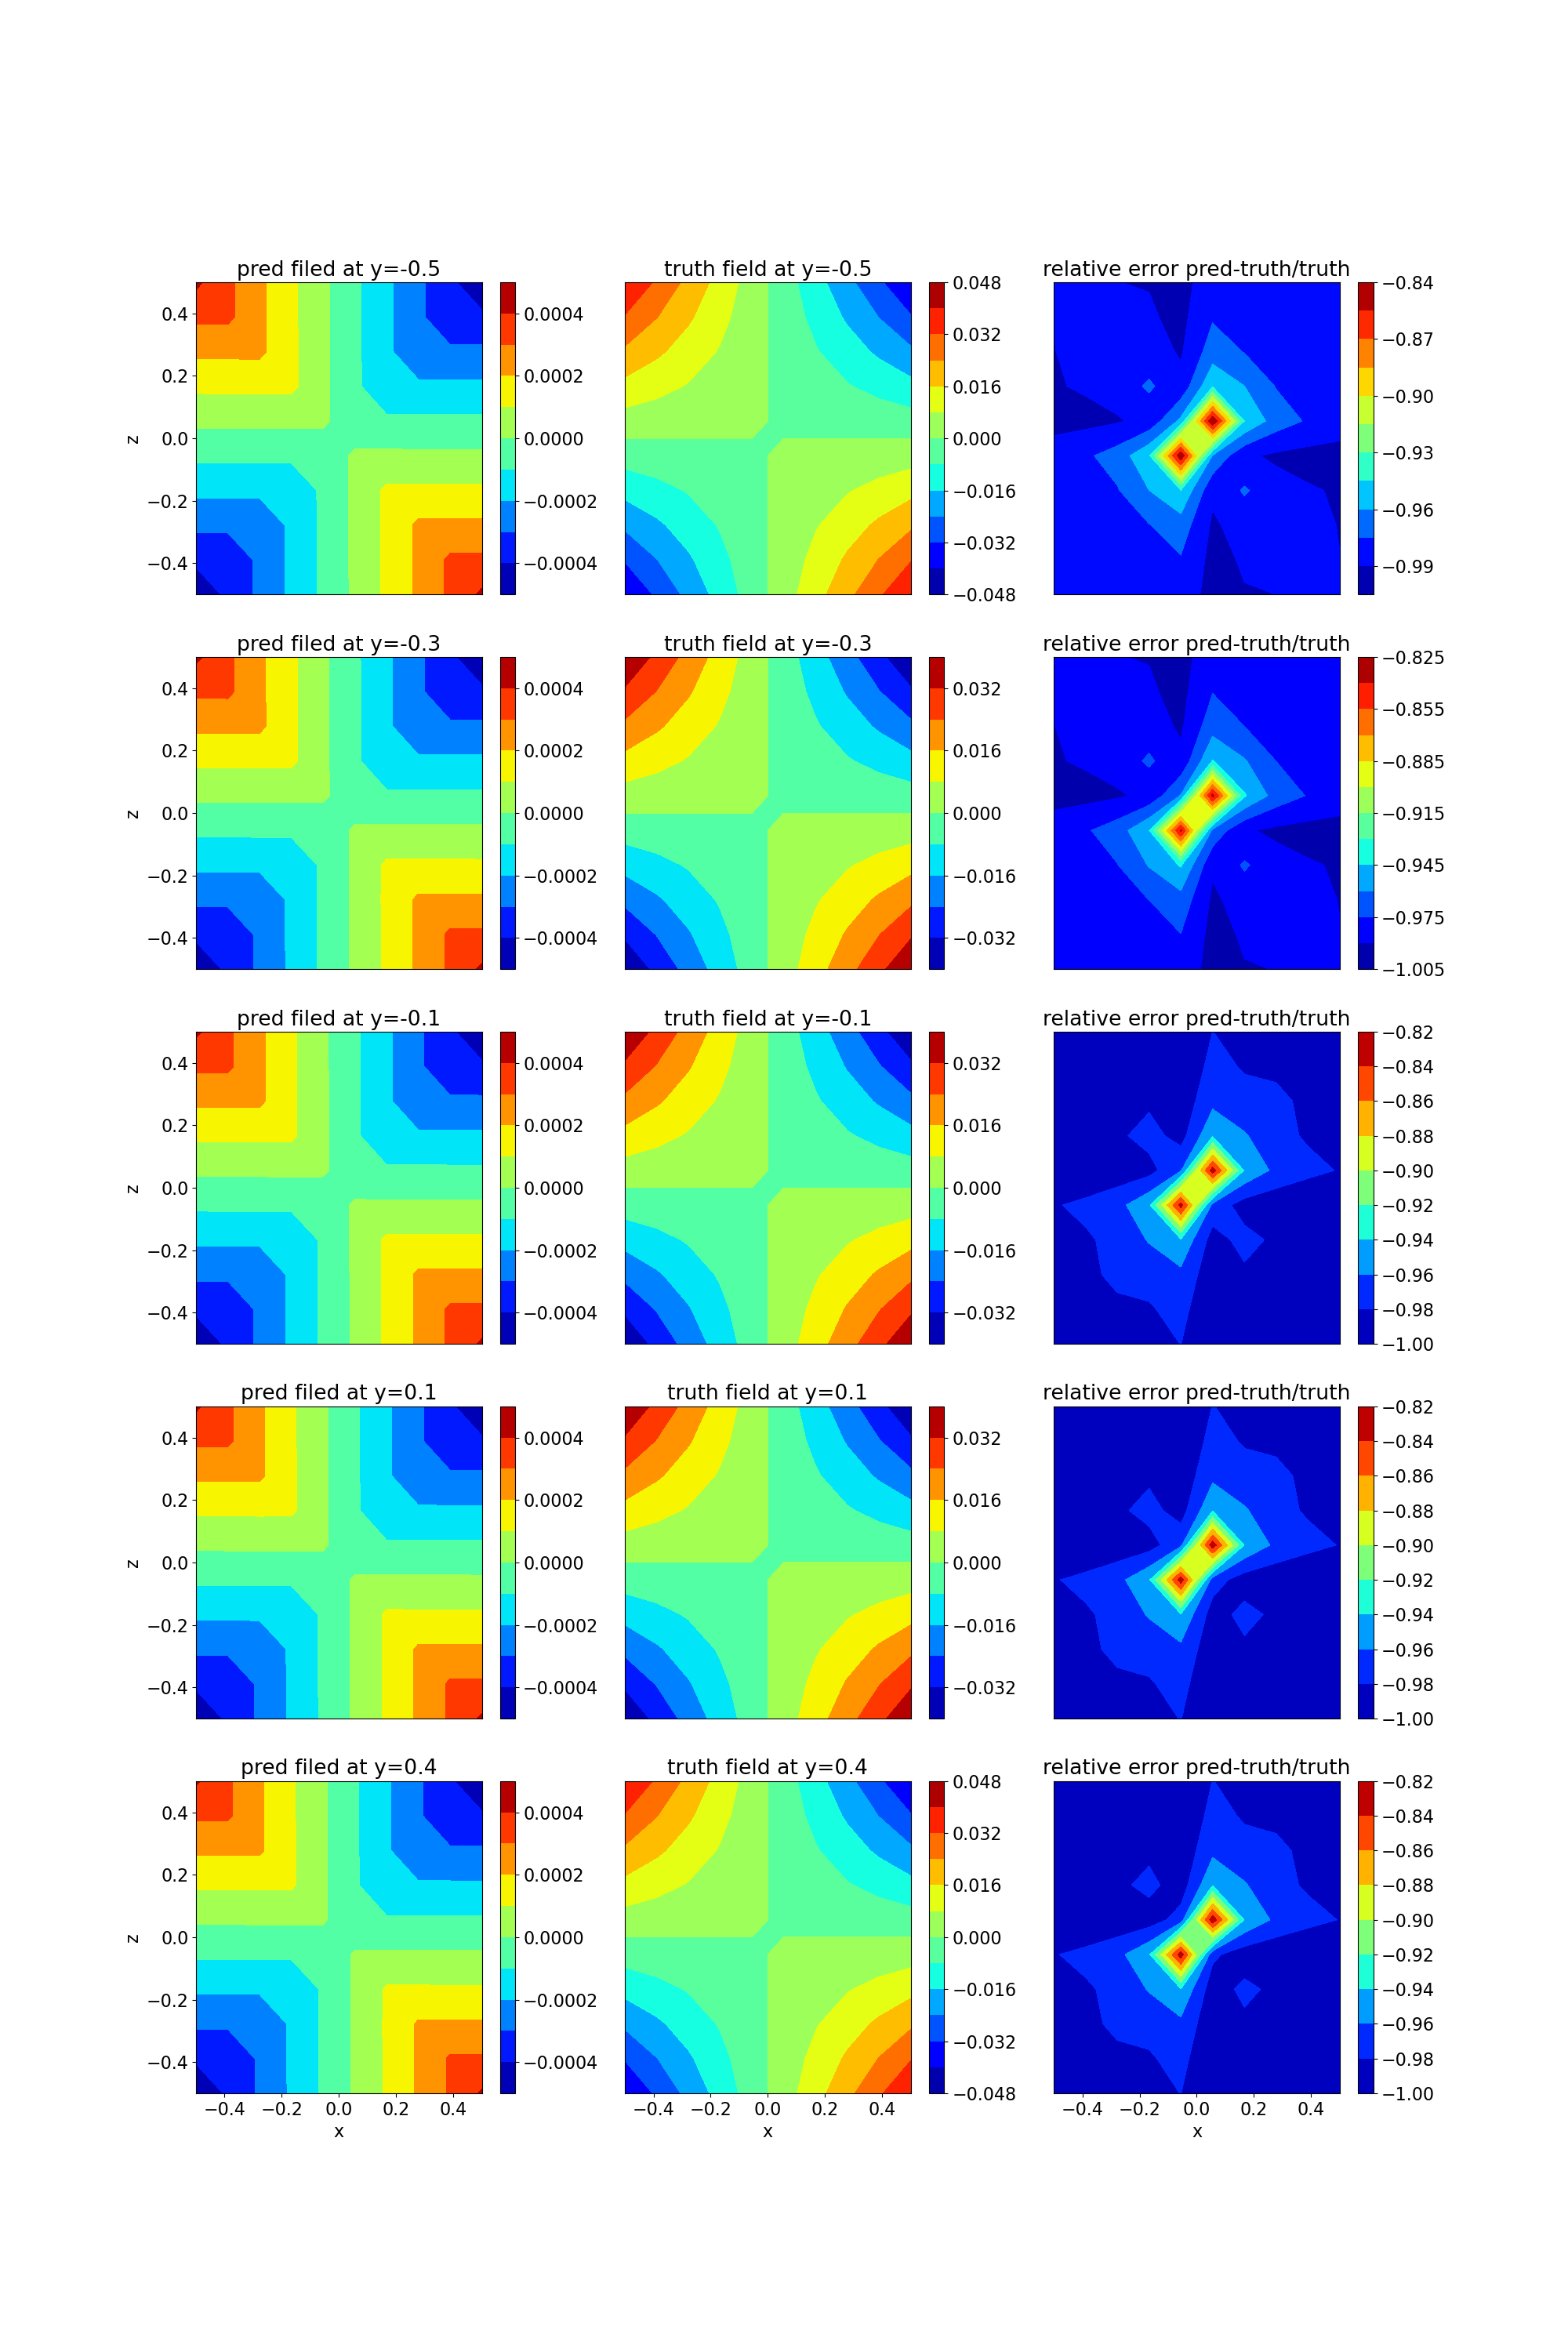 pred filed at y=-0.5 truth field at y=-0.5 relative error pred-truth/truth
0.4 0.2 0.0 −0.2 −0.4
z
0.0004 0.0002 0.0000 −0.0002 −0.0004
0.048 0.032 0.016 0.000 −0.016 −0.032 −0.048
−0.84 −0.87 −0.90 −0.93 −0.96 −0.99
pred filed at y=-0.3 truth field at y=-0.3 relative error pred-truth/truth
0.4 0.2 0.0 −0.2 −0.4
z
0.0004 0.0002 0.0000 −0.0002 −0.0004
0.032 0.016 0.000 −0.016 −0.032
−0.825 −0.855 −0.885 −0.915 −0.945 −0.975 −1.005
pred filed at y=-0.1 truth field at y=-0.1 relative error pred-truth/truth
0.4 0.2 0.0 −0.2 −0.4
z
0.0004 0.0002 0.0000 −0.0002 −0.0004
0.032 0.016 0.000 −0.016 −0.032
−0.82 −0.84 −0.86 −0.88 −0.90 −0.92 −0.94 −0.96 −0.98 −1.00
pred filed at y=0.1 truth field at y=0.1 relative error pred-truth/truth
0.4 0.2 0.0 −0.2 −0.4
z
0.0004 0.0002 0.0000 −0.0002 −0.0004
0.032 0.016 0.000 −0.016 −0.032
−0.82 −0.84 −0.86 −0.88 −0.90 −0.92 −0.94 −0.96 −0.98 −1.00
pred filed at y=0.4 truth field at y=0.4 relative error pred-truth/truth
0.4 0.2 0.0 −0.2 −0.4
z
0.0004 0.0002 0.0000 −0.0002 −0.0004
0.048 0.032 0.016 0.000 −0.016 −0.032 −0.048
−0.82 −0.84 −0.86 −0.88 −0.90 −0.92 −0.94 −0.96 −0.98 −1.00
−0.4 −0.2 0.0 0.2 0.4 −0.4 −0.2 0.0 0.2 0.4 −0.4 −0.2 0.0 0.2 0.4
x x x